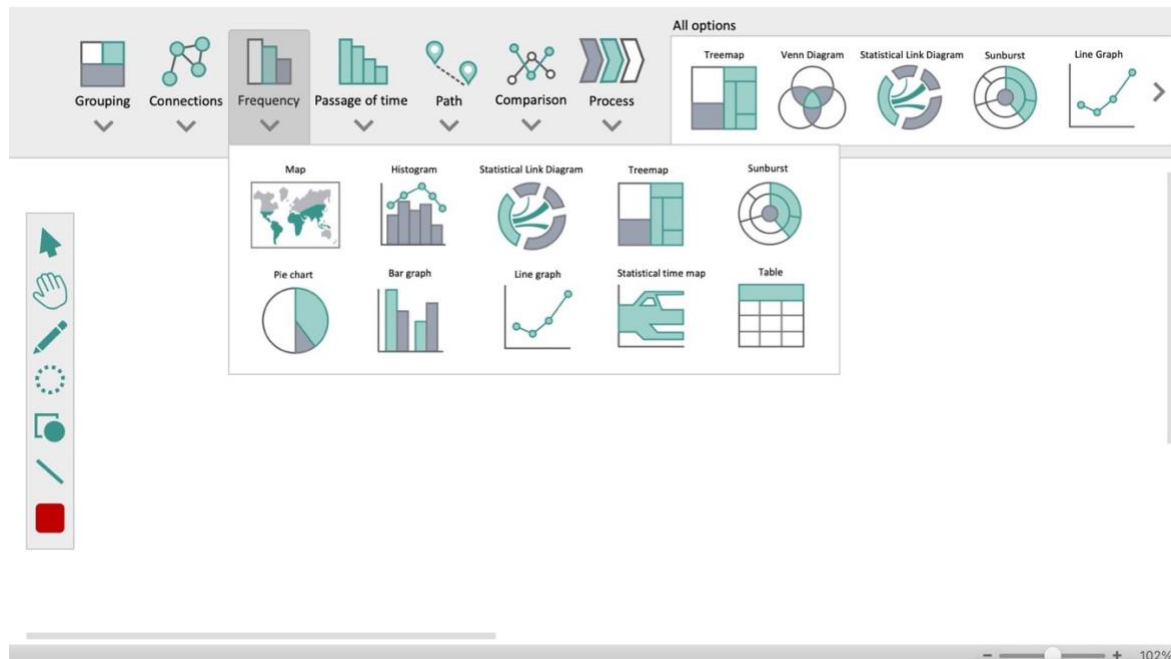 All options
Treemap
Venn Diagram
Statistical Link Diagram
Sunburst
Line Graph
Grouping
Connections
Frequency
Passage of time
Path
Comparison
Process
Map
Histogram
Statistical Link Diagram
Treemap
Sunburst
Pie chart
Bar graph
Line graph
Statistical time map
Table
102%